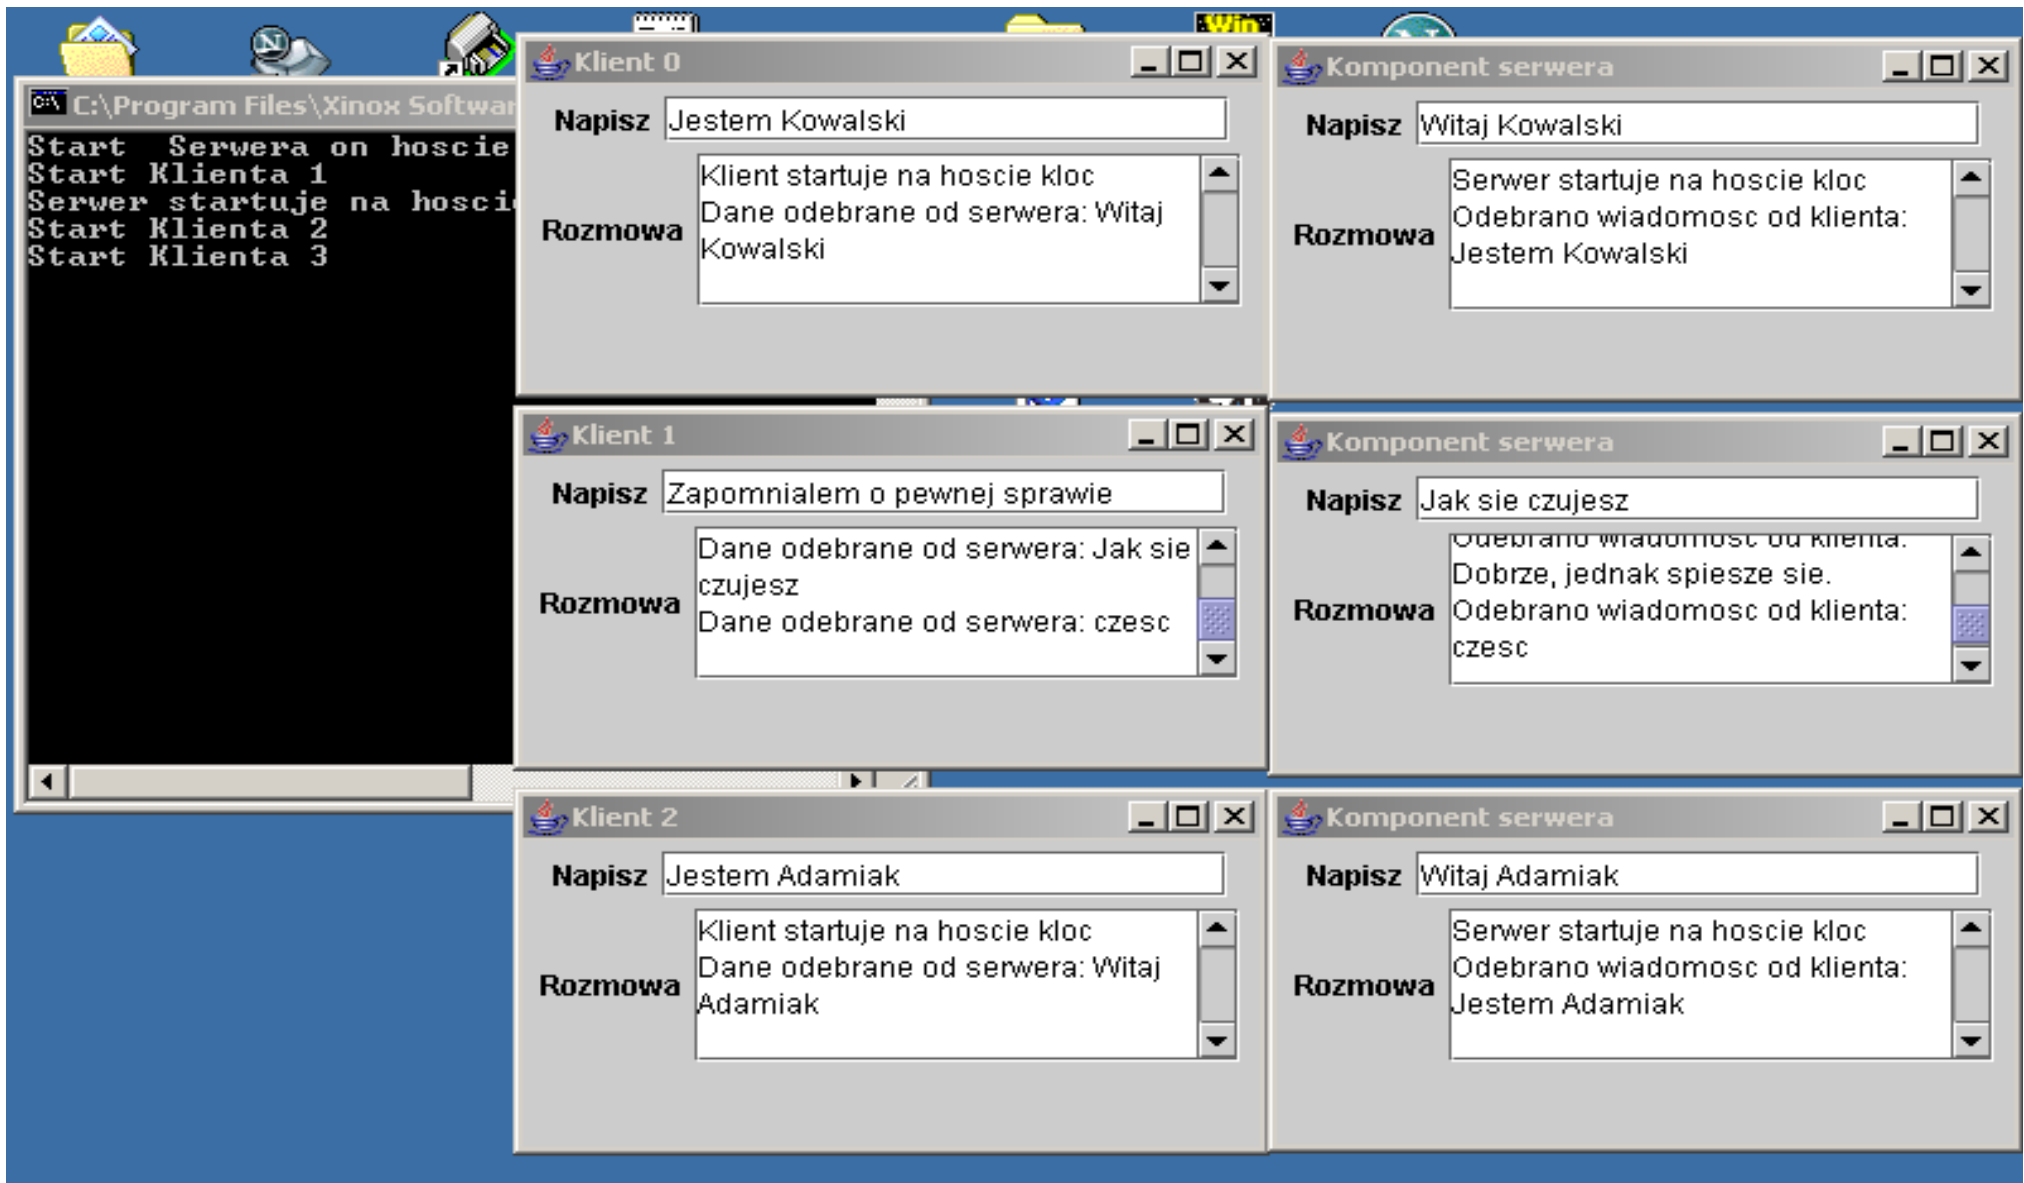 C:\Program Files\Xinox Softwar
Start Serwera on hoscie
Start Klienta 1
Serwer startuje na hosci
Start Klienta 2
Start Klienta 3
Klient 0
Napisz Jestem Kowalski
Rozmowa
Klient startuje na hoscie kloc
Dane odebrane od serwera: Witaj
Kowalski
Komponent serwera
Napisz Witaj Kowalski
Rozmowa
Serwer startuje na hoscie kloc
Odebrano wiadomosc od klienta:
Jestem Kowalski
Klient 1
Napisz Zapomnialem o pewnej sprawie
Rozmowa
Dane odebrane od serwera: Jak sie
czujesz
Dane odebrane od serwera: czesc
Komponent serwera
Napisz Jak sie czujesz
Rozmowa
Odebrano wiadomosc od klienta:
Dobrze, jednak spiesze sie.
Odebrano wiadomosc od klienta:
czesc
Klient 2
Napisz Jestem Adamiak
Rozmowa
Klient startuje na hoscie kloc
Dane odebrane od serwera: Witaj
Adamiak
Komponent serwera
Napisz Witaj Adamiak
Rozmowa
Serwer startuje na hoscie kloc
Odebrano wiadomosc od klienta:
Jestem Adamiak